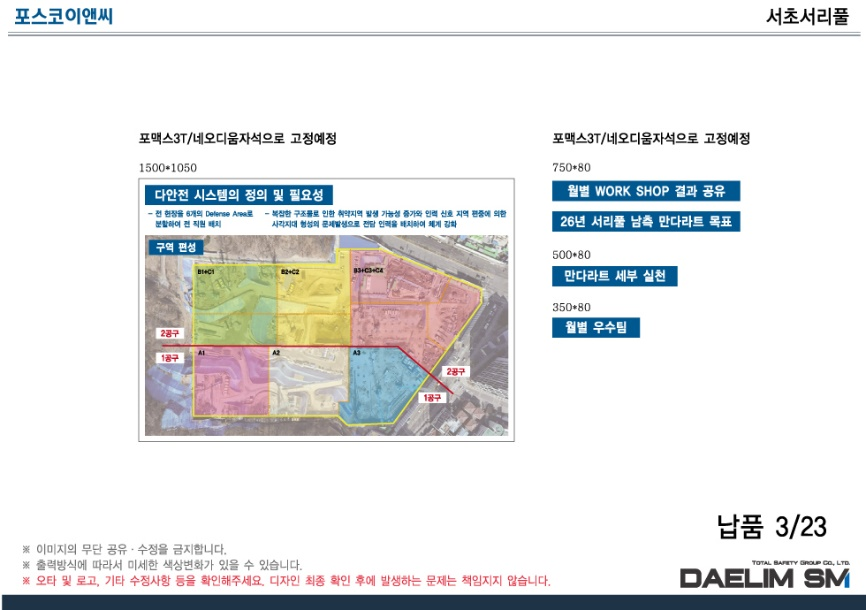 포스코이앤씨
서초서리풀
포맥스3T/네오디움자석으로 고정예정
1500*1050
다안전 시스템의 정의 및 필요성
- 전 현장을 6개의 Defense Area로
분할하여 전 직원 배치
- 복잡한 구조물로 인한 취약지역 발생 가능성 증가와 인력 신호 지역 편중에 의한
사각지대 형성의 문제발생으로 전담 인력을 배치하여 체계 강화
구역 편성
B1+C1
B2+C2
B3+C3+C4
2공구
1공구
A1
A2
A3
2공구
1공구
포맥스3T/네오디움자석으로 고정예정
750*80
월별 WORK SHOP 결과 공유
26년 서리풀 남측 만다라트 목표
500*80
만다라트 세부 실천
350*80
월별 우수팀
납품 3/23
※ 이미지의 무단 공유 · 수정을 금지합니다.
※ 출력방식에 따라서 미세한 색상변화가 있을 수 있습니다.
※ 오타 및 로고, 기타 수정사항 등을 확인해주세요. 디자인 최종 확인 후에 발생하는 문제는 책임지지 않습니다.
TOTAL SAFETY GROUP CO., LTD.
DAELIM SM